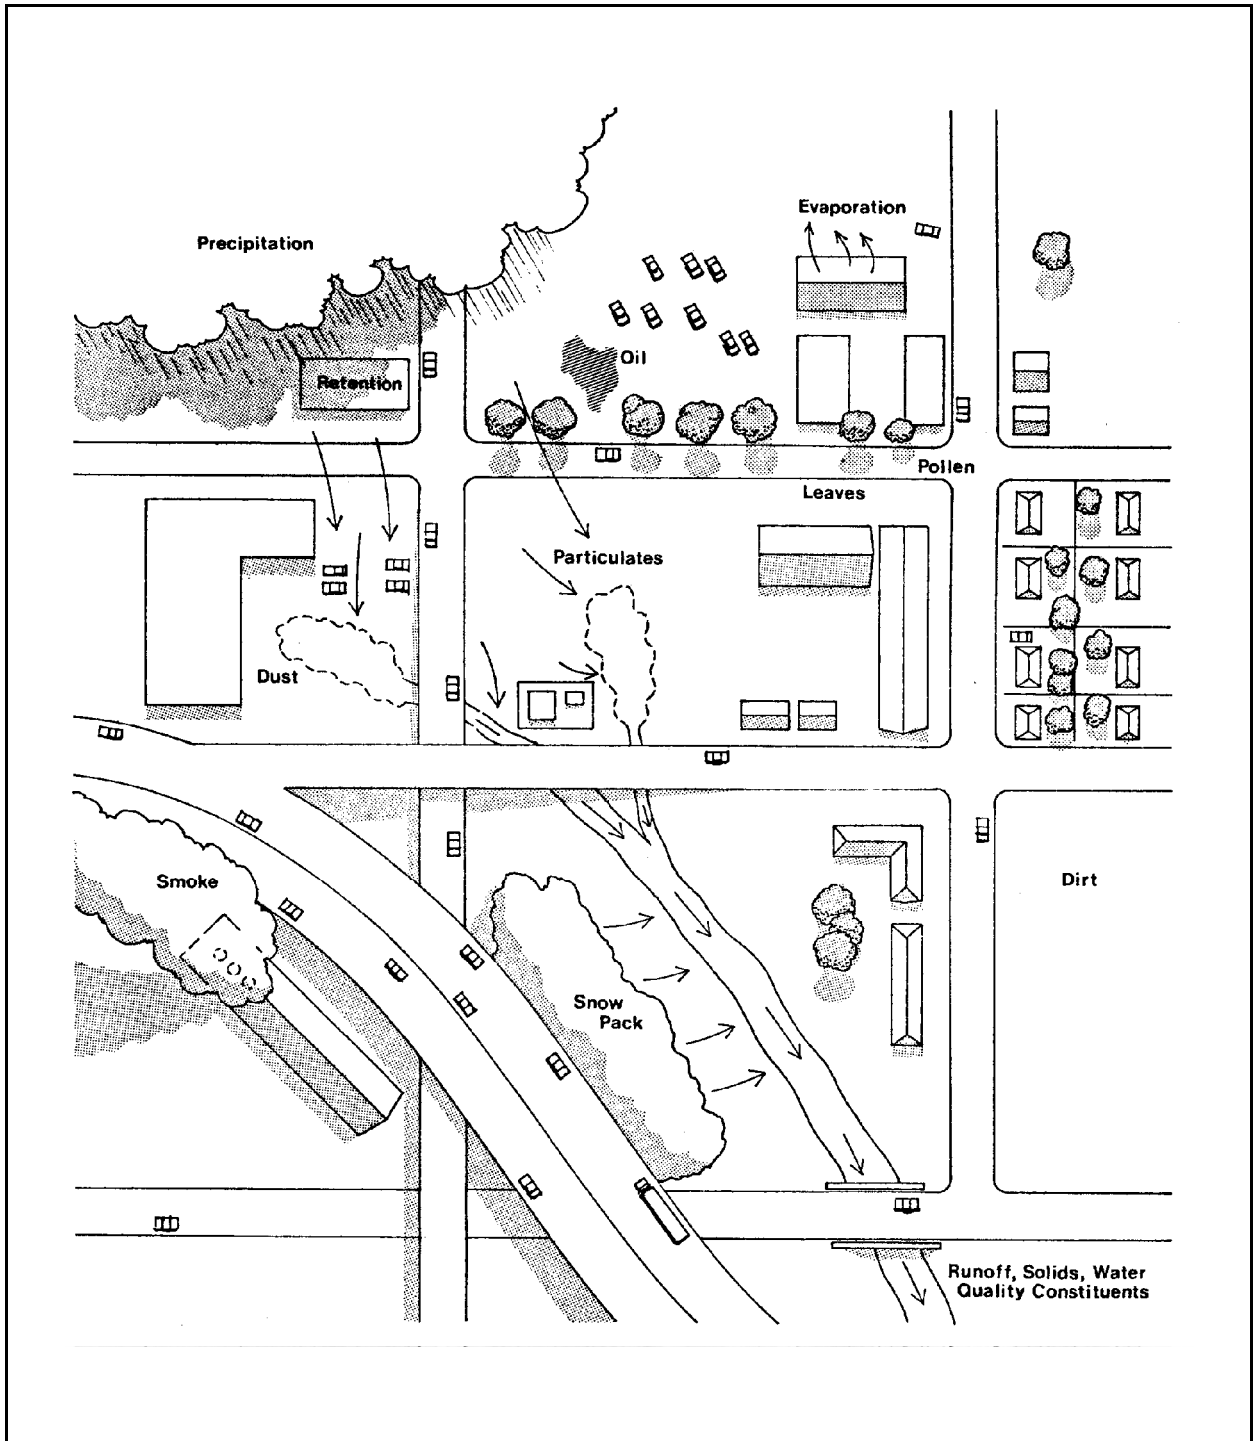 Evaporation
Precipitation
Oil
Retention
Pollen
Leaves
Particulates
Dust
Smoke
Dirt
Snow
Pack
Runoff, Solids, Water
Quality Constituents